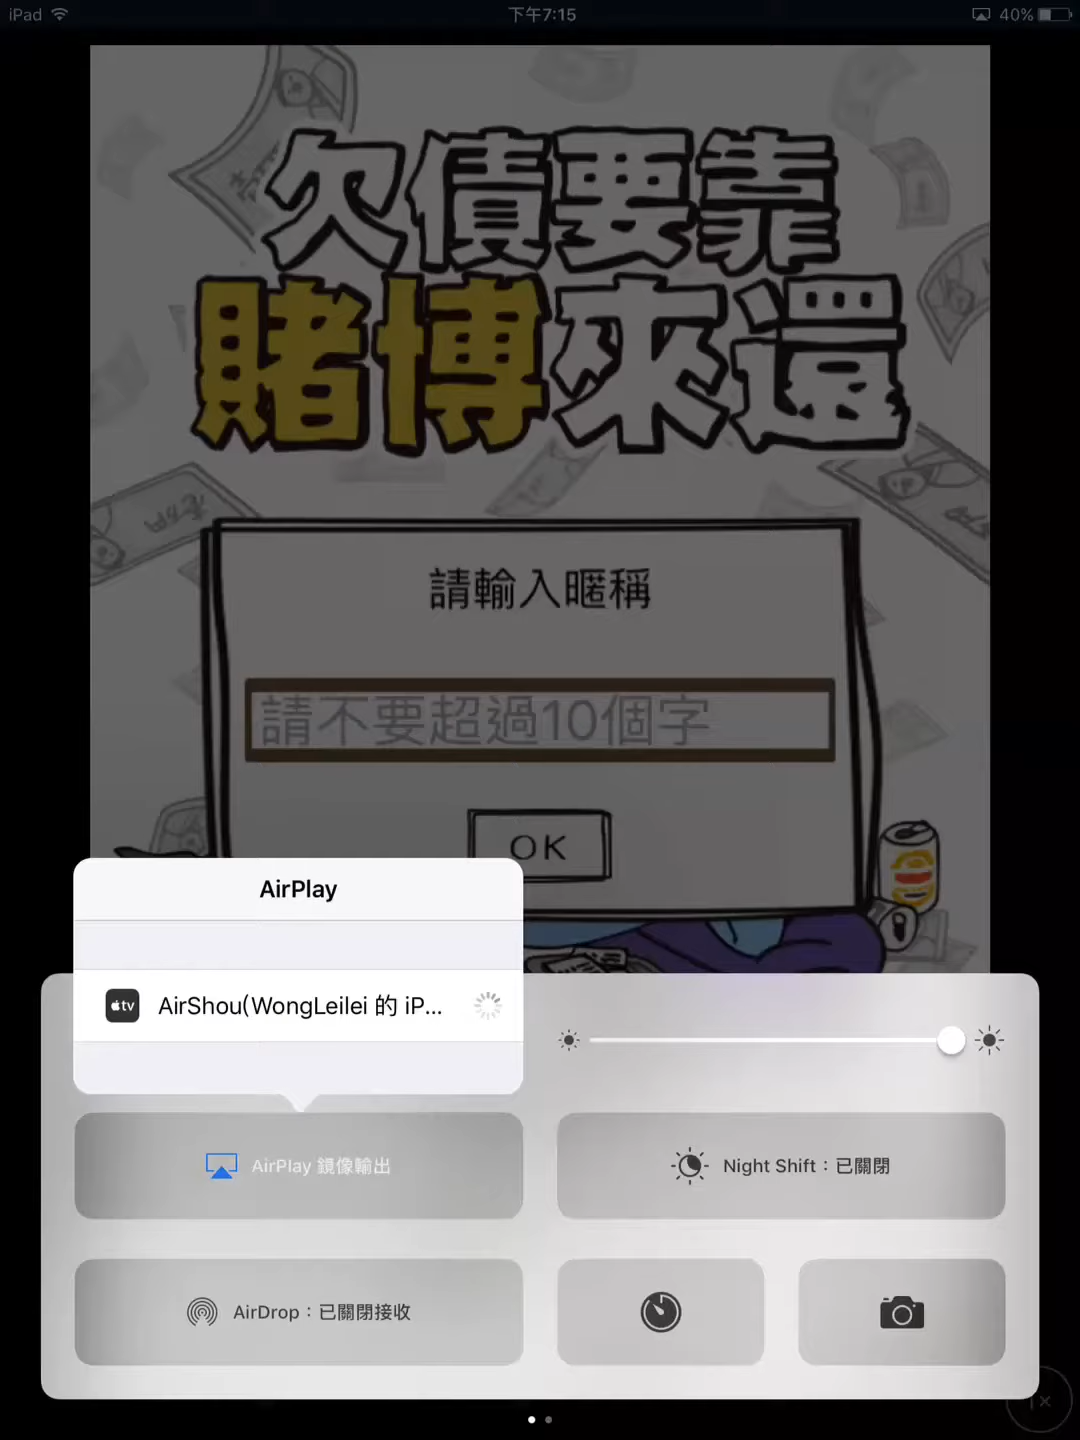 iPad 下午7:15 40%
欠債要靠
賭博來還
請輸入暱稱
請不要超過10個字
OK
AirPlay
tv AirShou(WongLeilei 的 iP...
AirPlay 鏡像輸出
Night Shift：已關閉
AirDrop：已關閉接收